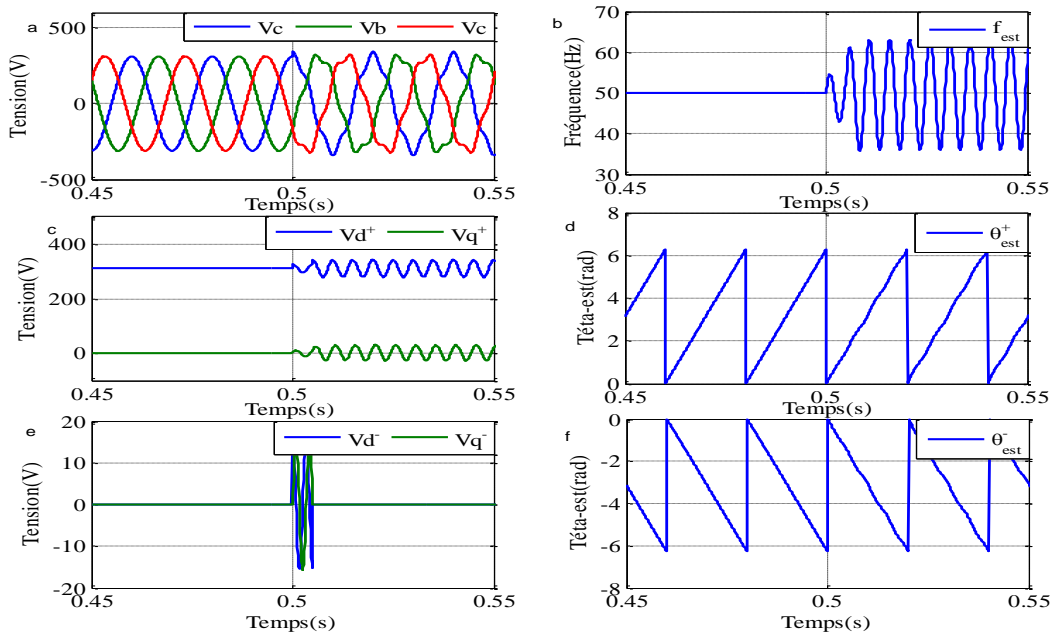 a
Vc Vb Vc
Tension(V)
500
0
-500
0.45 0.5 0.55
Temps(s)
b
f_est
Fréquence(Hz)
70
60
50
40
30
0.45 0.5 0.55
Temps(s)
c
Vd⁺ Vq⁺
Tension(V)
400
200
0
0.45 0.5 0.55
Temps(s)
d
θ⁺est
Téta-est(rad)
8
6
4
2
0
0.45 0.5 0.55
Temps(s)
e
Vd⁻ Vq⁻
Tension(V)
20
10
0
-10
-20
0.45 0.5 0.55
Temps(s)
f
θ⁻est
Téta-est(rad)
0
-2
-4
-6
-8
0.45 0.5 0.55
Temps(s)